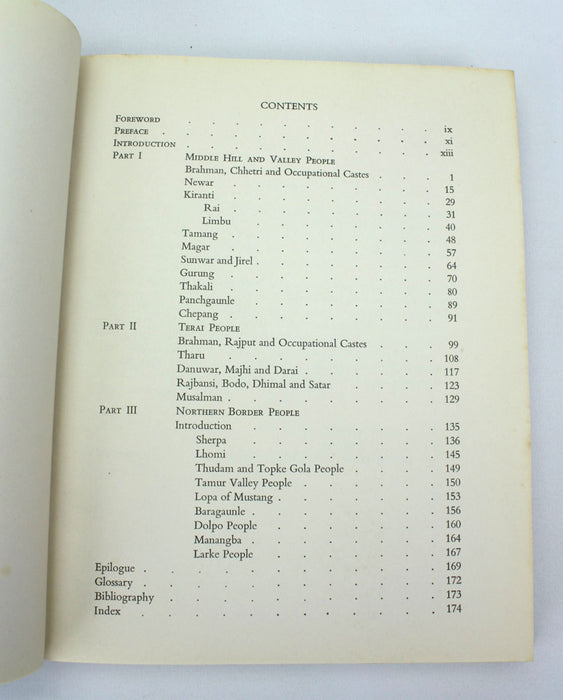 CONTENTS
FOREWORD . . . . . . . . . ix
PREFACE . . . . . . . . . xi
INTRODUCTION . . . . . . . . . xiii
PART I MIDDLE HILL AND VALLEY PEOPLE
Brahman, Chhetri and Occupational Castes . . . 1
Newar . . . . . . . 15
Kiranti . . . . . . . 29
Rai . . . . . . . 31
Limbu . . . . . . . 40
Tamang . . . . . . . 48
Magar . . . . . . . 57
Sunwar and Jirel . . . . . . . 64
Gurung . . . . . . . 70
Thakali . . . . . . . 80
Panchgaunle . . . . . . . 89
Chepang . . . . . . . 91
PART II TERAI PEOPLE
Brahman, Rajput and Occupational Castes . . . 99
Tharu . . . . . . . 108
Danuwar, Majhi and Darai . . . . . 117
Rajbansi, Bodo, Dhimal and Satar . . . . 123
Musalman . . . . . . . . 129
PART III NORTHERN BORDER PEOPLE
Introduction . . . . . . . 135
Sherpa . . . . . . . 136
Lhomi . . . . . . . 145
Thudam and Topke Gola People . . . . 149
Tamur Valley People . . . . . . 150
Lopa of Mustang . . . . . . 153
Baragaunle . . . . . . . 156
Dolpo People . . . . . . . 160
Manangba . . . . . . . 164
Larke People . . . . . . . 167
Epilogue . . . . . . . . . . . 169
Glossary . . . . . . . . . . . 172
Bibliography . . . . . . . . . . 173
Index . . . . . . . . . . . 174